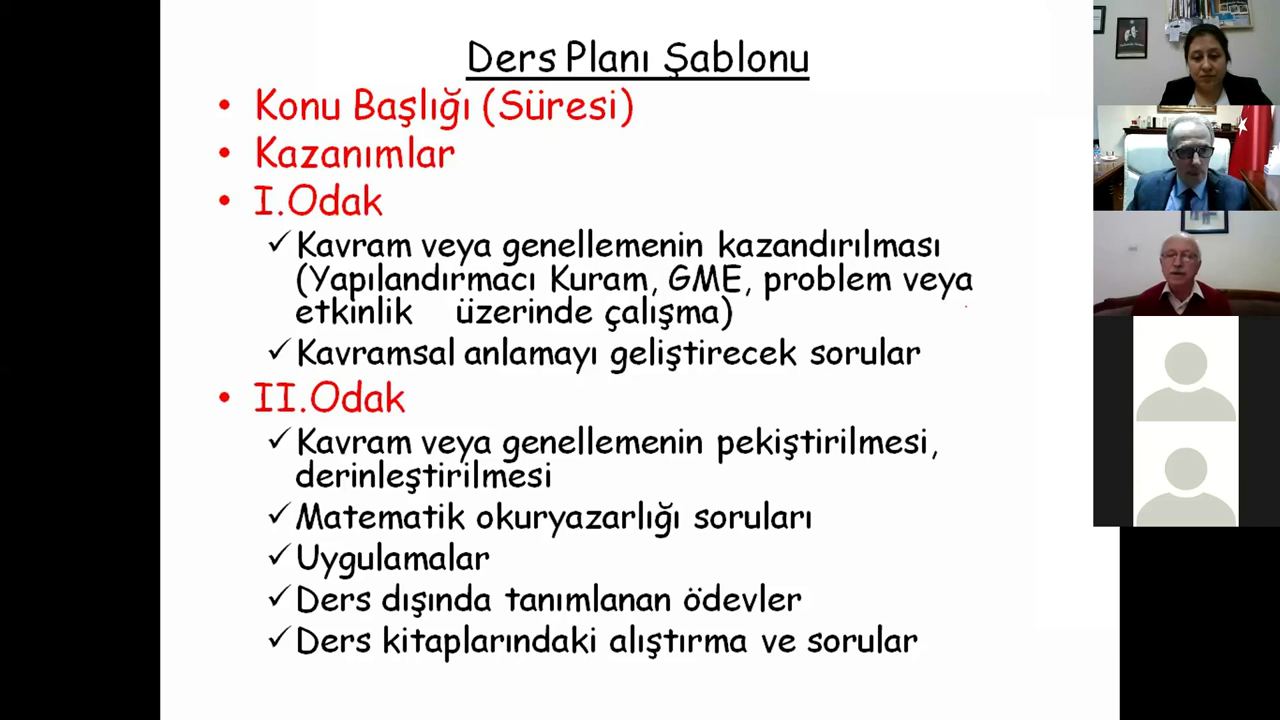 Ders Planı Şablonu
• Konu Başlığı (Süresi)
• Kazanımlar
• I.Odak
✓Kavram veya genellemenin kazandırılması
(Yapılandırmacı Kuram, GME, problem veya
etkinlik üzerinde çalışma)
✓Kavramsal anlamayı geliştirecek sorular
• II.Odak
✓Kavram veya genellemenin pekiştirilmesi,
derinleştirilmesi
✓Matematik okuryazarlığı soruları
✓Uygulamalar
✓Ders dışında tanımlanan ödevler
✓Ders kitaplarındaki alıştırma ve sorular